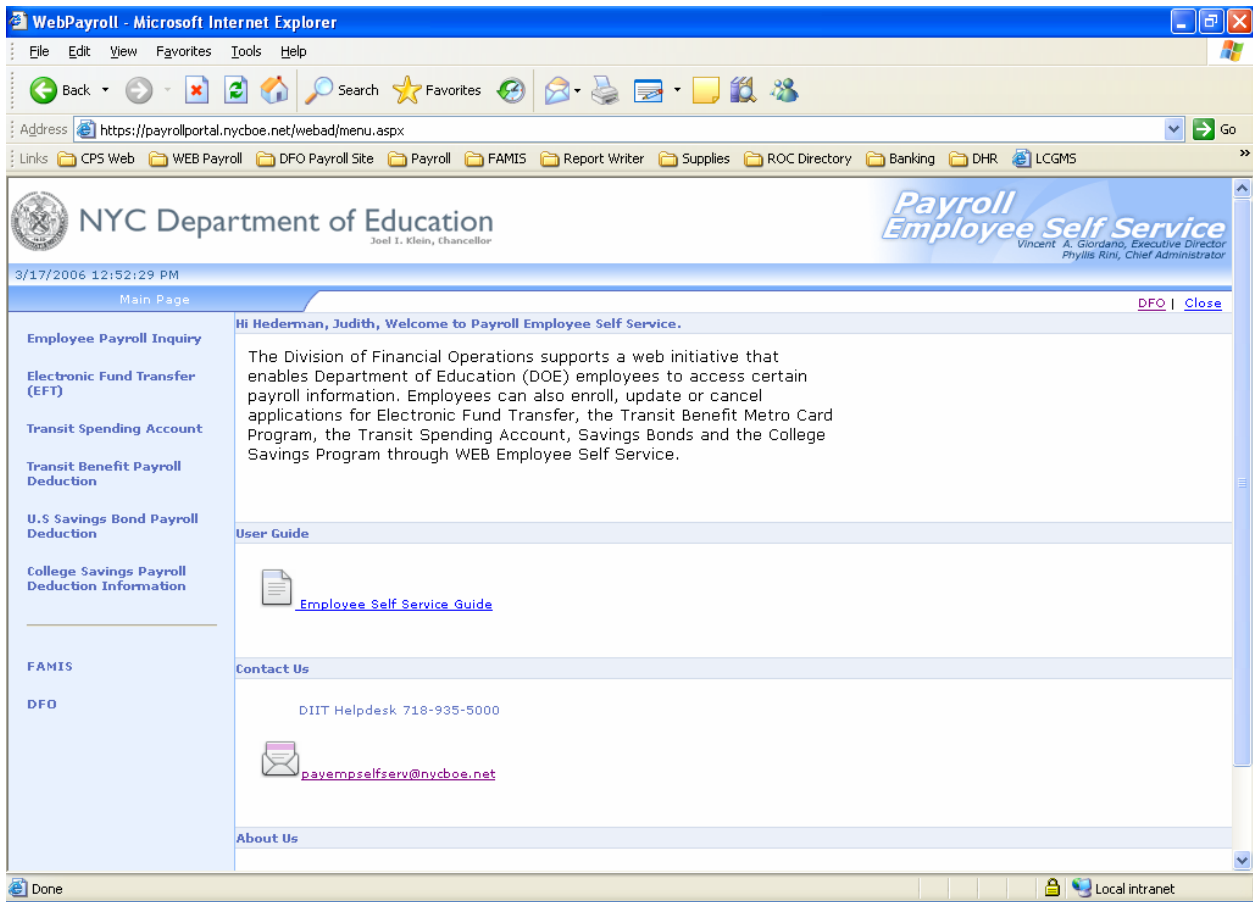 WebPayroll - Microsoft Internet Explorer
File Edit View Favorites Tools Help
Back Search Favorites
Address https://payrollportal.nycboe.net/webad/menu.aspx Go
Links CPS Web WEB Payroll DFO Payroll Site Payroll FAMIS Report Writer Supplies ROC Directory Banking DHR LCGMS »
NYC Department of Education
Joel I. Klein, Chancellor
Payroll
Employee Self Service
Vincent A. Giordano, Executive Director
Phyllis Rini, Chief Administrator
3/17/2006 12:52:29 PM
Main Page
DFO | Close
Employee Payroll Inquiry
Electronic Fund Transfer
(EFT)
Transit Spending Account
Transit Benefit Payroll
Deduction
U.S Savings Bond Payroll
Deduction
College Savings Payroll
Deduction Information
FAMIS
DFO
Hi Hederman, Judith, Welcome to Payroll Employee Self Service.
The Division of Financial Operations supports a web initiative that
enables Department of Education (DOE) employees to access certain
payroll information. Employees can also enroll, update or cancel
applications for Electronic Fund Transfer, the Transit Benefit Metro Card
Program, the Transit Spending Account, Savings Bonds and the College
Savings Program through WEB Employee Self Service.
User Guide
Employee Self Service Guide
Contact Us
DIIT Helpdesk 718-935-5000
payempselfserv@nycboe.net
About Us
Done Local intranet